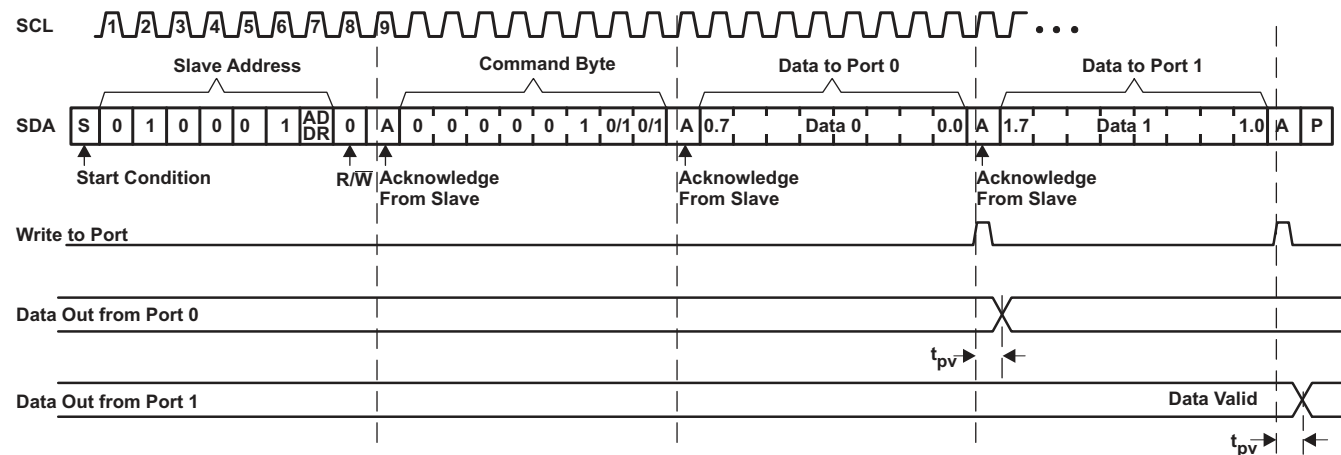 SCL 1 2 3 4 5 6 7 8 9
Slave Address Command Byte Data to Port 0 Data to Port 1
SDA S 0 1 0 0 0 1 AD DR 0 A 0 0 0 0 0 1 0/1 0/1 A 0.7 Data 0 0.0 A 1.7 Data 1 1.0 A P
Start Condition R/W̅ Acknowledge From Slave Acknowledge From Slave Acknowledge From Slave
Write to Port
Data Out from Port 0
tpv
Data Out from Port 1 Data Valid
tpv